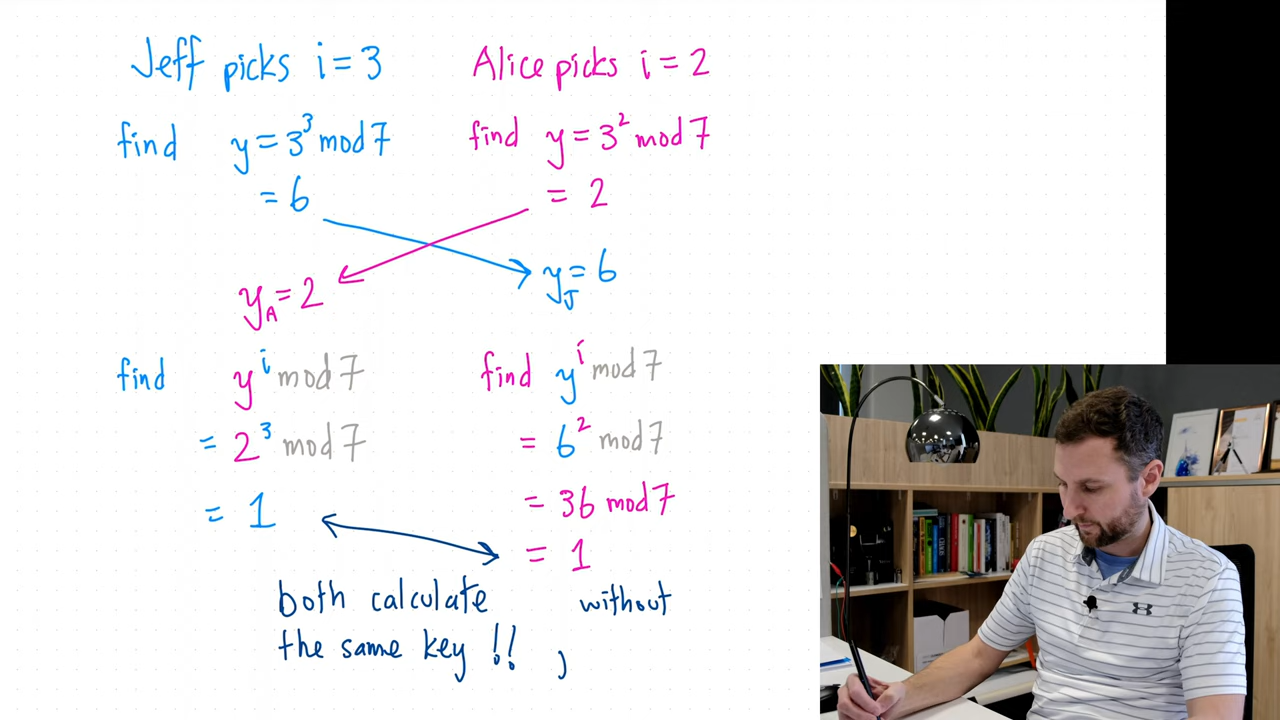 Jeff picks i = 3
find y = 3³ mod 7
= 6
y_A = 2
find yⁱ mod 7
= 2³ mod 7
= 1
Alice picks i = 2
find y = 3² mod 7
= 2
y_J = 6
find yⁱ mod 7
= 6² mod 7
= 36 mod 7
= 1
both calculate
the same key !!
without